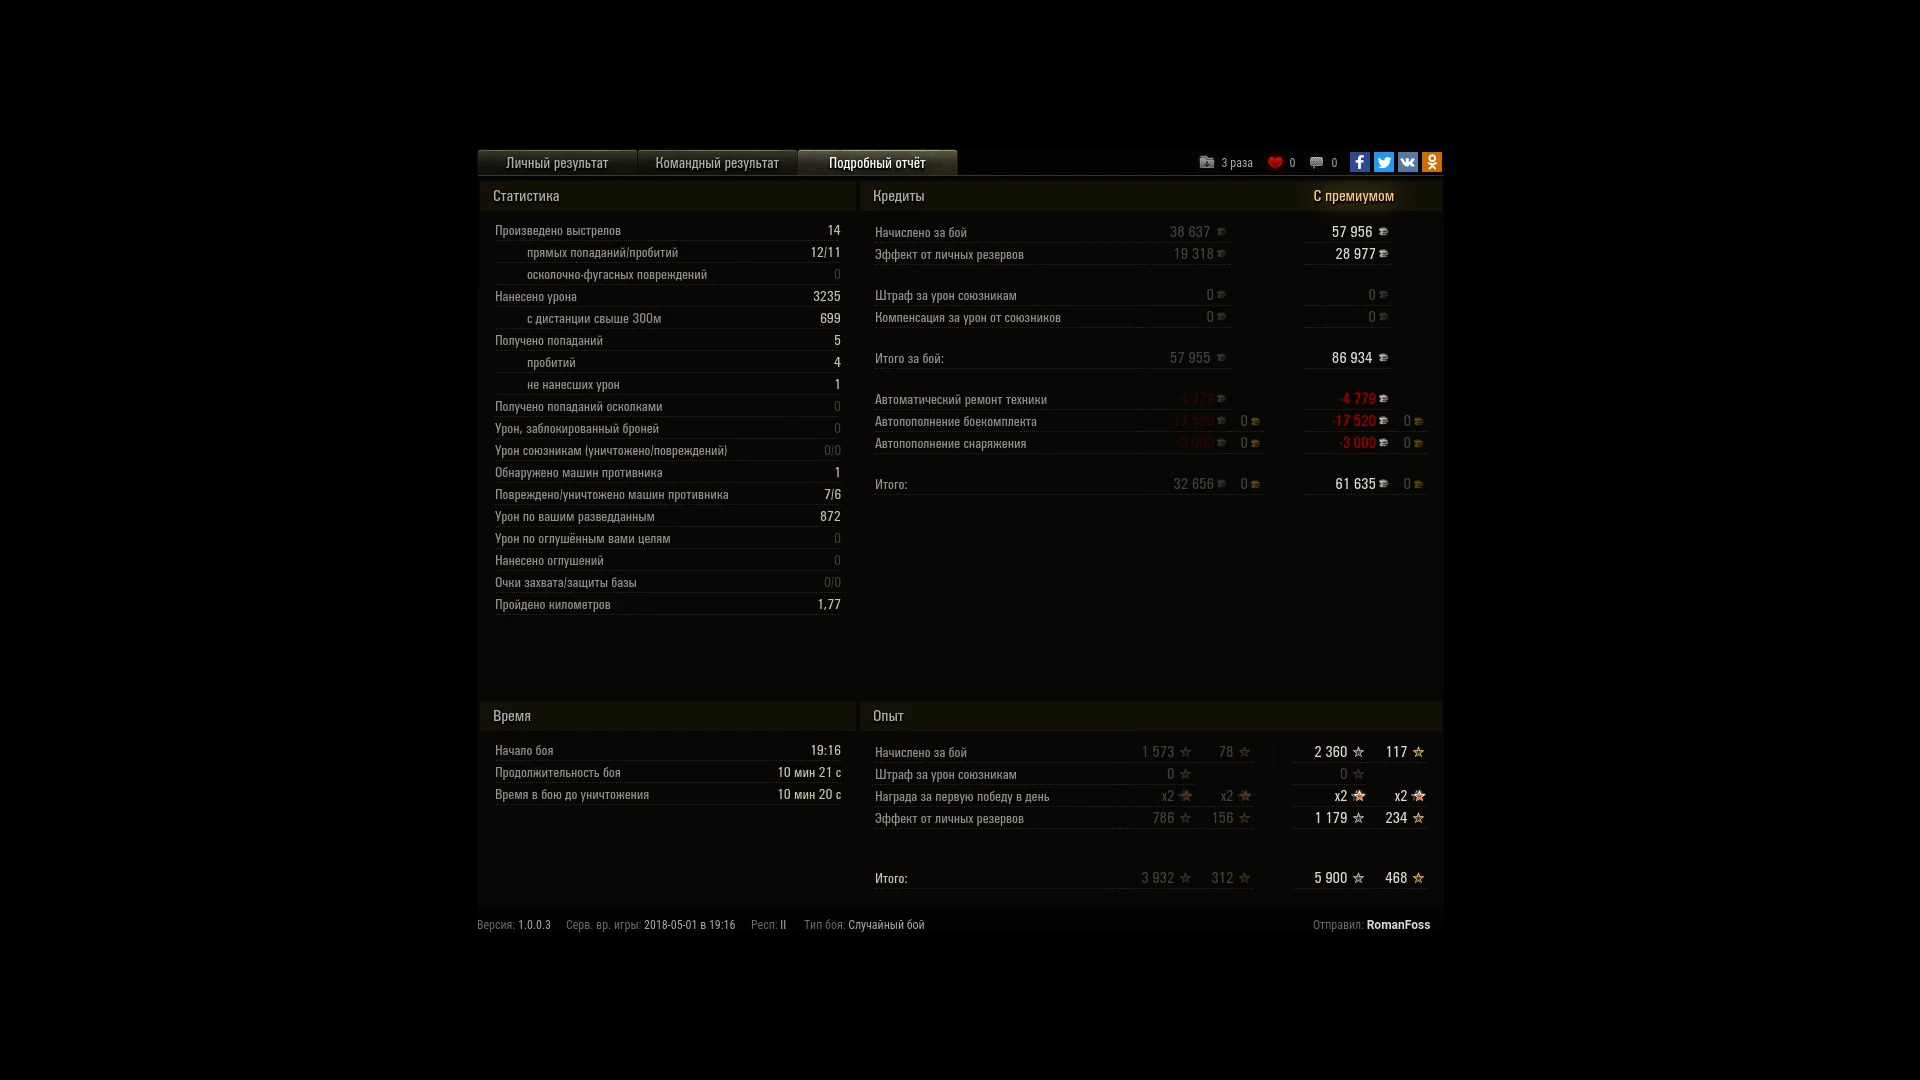 Личный результат Командный результат Подробный отчёт 3 раза 0 0
Статистика
Произведено выстрелов 14
прямых попаданий/пробитий 12/11
осколочно-фугасных повреждений 0
Нанесено урона 3235
с дистанции свыше 300м 699
Получено попаданий 5
пробитий 4
не нанесших урон 1
Получено попаданий осколками 0
Урон, заблокированный броней 0
Урон союзникам (уничтожено/повреждений) 0/0
Обнаружено машин противника 1
Повреждено/уничтожено машин противника 7/6
Урон по вашим разведданным 872
Урон по оглушённым вами целям 0
Нанесено оглушений 0
Очки захвата/защиты базы 0/0
Пройдено километров 1,77
Кредиты С премиумом
Начислено за бой 38 637 57 956
Эффект от личных резервов 19 318 28 977
Штраф за урон союзникам 0 0
Компенсация за урон от союзников 0 0
Итого за бой: 57 955 86 934
Автоматический ремонт техники -4 779 -4 779
Автопополнение боекомплекта -17 520 0 -17 520 0
Автопополнение снаряжения -3 000 0 -3 000 0
Итого: 32 656 0 61 635 0
Время
Начало боя 19:16
Продолжительность боя 10 мин 21 с
Время в бою до уничтожения 10 мин 20 с
Опыт
Начислено за бой 1 573 78 2 360 117
Штраф за урон союзникам 0 0
Награда за первую победу в день x2 x2 x2 x2
Эффект от личных резервов 786 156 1 179 234
Итого: 3 932 312 5 900 468
Версия: 1.0.0.3 Серв. вр. игры: 2018-05-01 в 19:16 Респ: II Тип боя: Случайный бой Отправил: RomanFoss